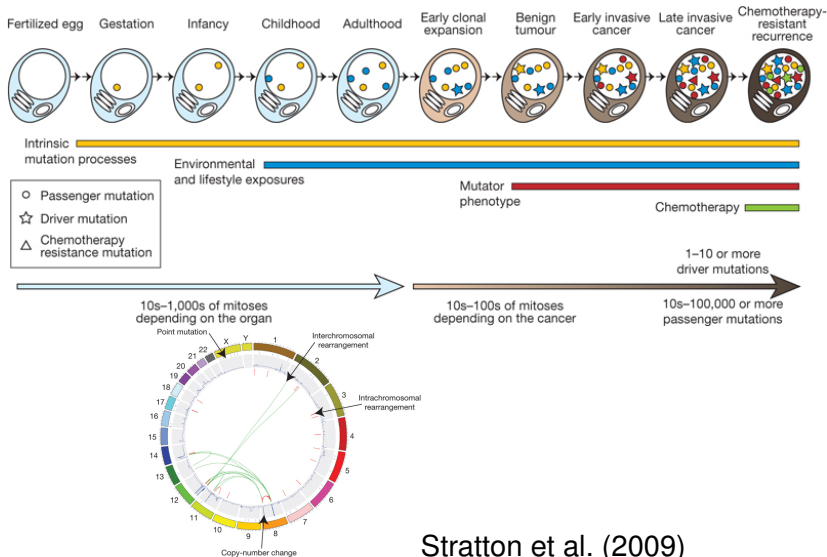 Fertilized egg
Gestation
Infancy
Childhood
Adulthood
Early clonal
expansion
Benign
tumour
Early invasive
cancer
Late invasive
cancer
Chemotherapy-
resistant
recurrence
Intrinsic
mutation processes
Environmental
and lifestyle exposures
Mutator
phenotype
Chemotherapy
Passenger mutation
Driver mutation
Chemotherapy
resistance mutation
1–10 or more
driver mutations
10s–1,000s of mitoses
depending on the organ
10s–100s of mitoses
depending on the cancer
10s–100,000 or more
passenger mutations
Point mutation
Interchromosomal
rearrangement
Intrachromosomal
rearrangement
X
Y
1
2
3
4
5
6
7
8
9
10
11
12
13
14
15
16
17
18
19
20
21
22
Copy-number change
Stratton et al. (2009)